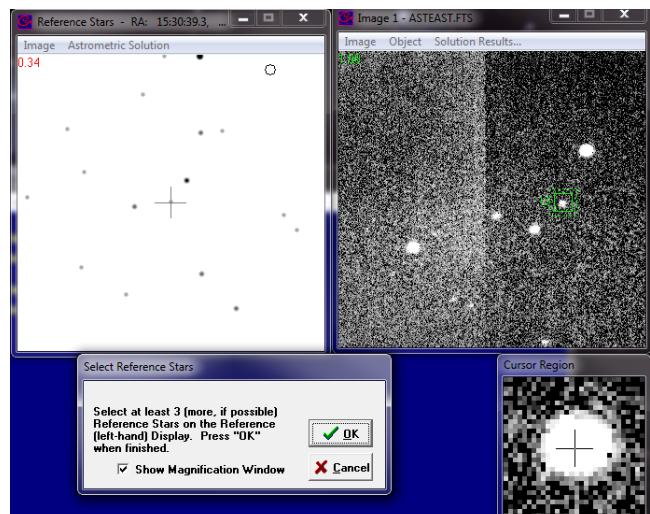 Reference Stars - RA: 15:30:39.3, ...
Image Astrometric Solution
0.34
Image 1 - ASTEAST.FTS
Image Object Solution Results...
Select Reference Stars
Select at least 3 (more, if possible)
Reference Stars on the Reference
(left-hand) Display. Press "OK"
when finished.
Show Magnification Window
OK
Cancel
Cursor Region